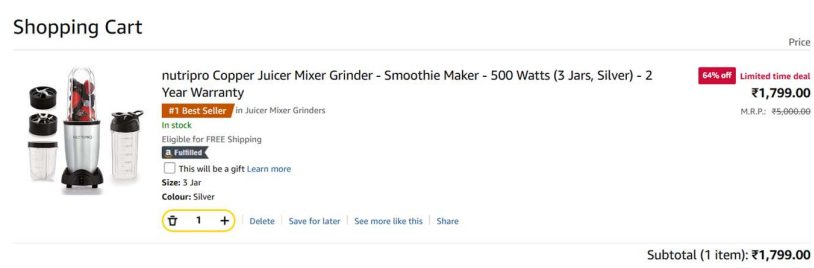 Shopping Cart
Price
nutripro Copper Juicer Mixer Grinder - Smoothie Maker - 500 Watts (3 Jars, Silver) - 2
Year Warranty
64% off Limited time deal
₹1,799.00
M.R.P.: ₹5,000.00
#1 Best Seller in Juicer Mixer Grinders
In stock
Eligible for FREE Shipping
a Fulfilled
This will be a gift Learn more
Size: 3 Jar
Colour: Silver
1 + Delete Save for later See more like this Share
Subtotal (1 item): ₹1,799.00